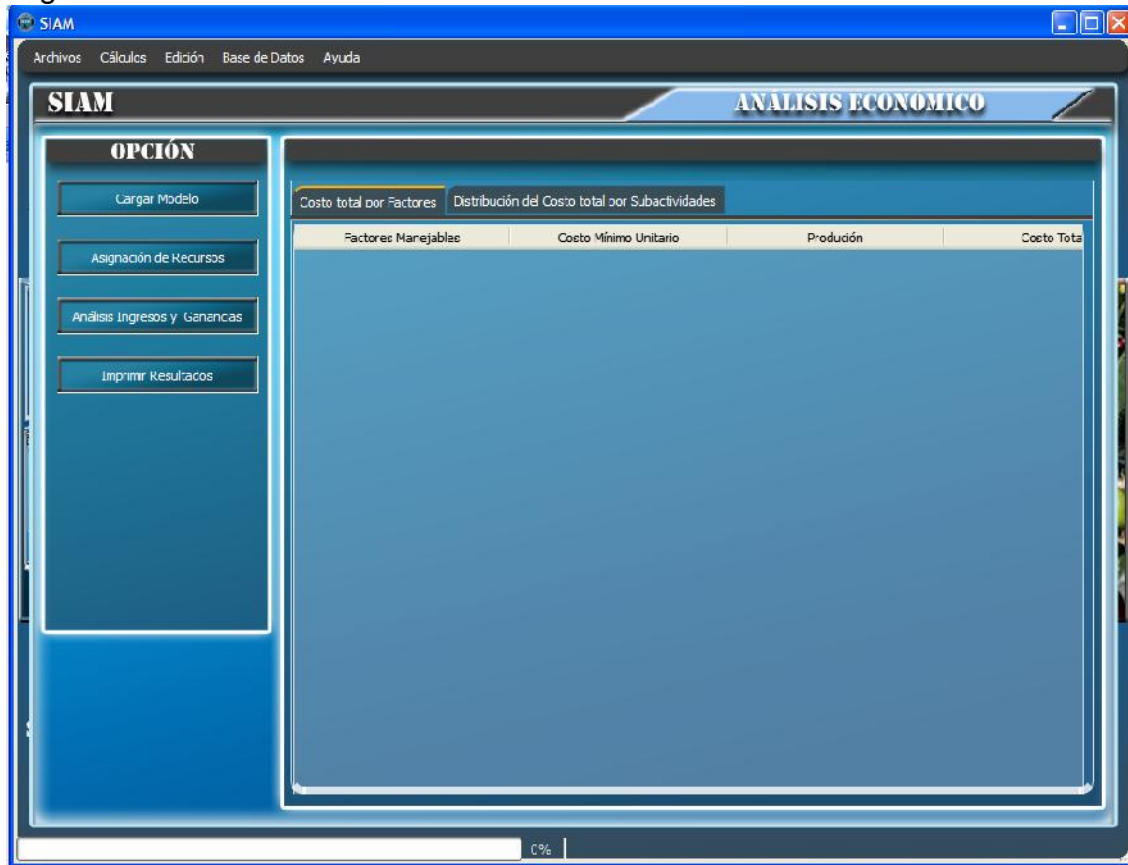 SIAM
Archivos Cálculos Edición Base de Datos Ayuda
SIAM ANÁLISIS ECONÓMICO
OPCIÓN
Cargar Modelo
Asignación de Recursos
Análisis Ingresos y Ganancias
Imprimir Resultados
Costo total por Factores Distribución del Costo total por Subactividades
Factores Manejables Costo Mínimo Unitario Produción Costo Total
0%